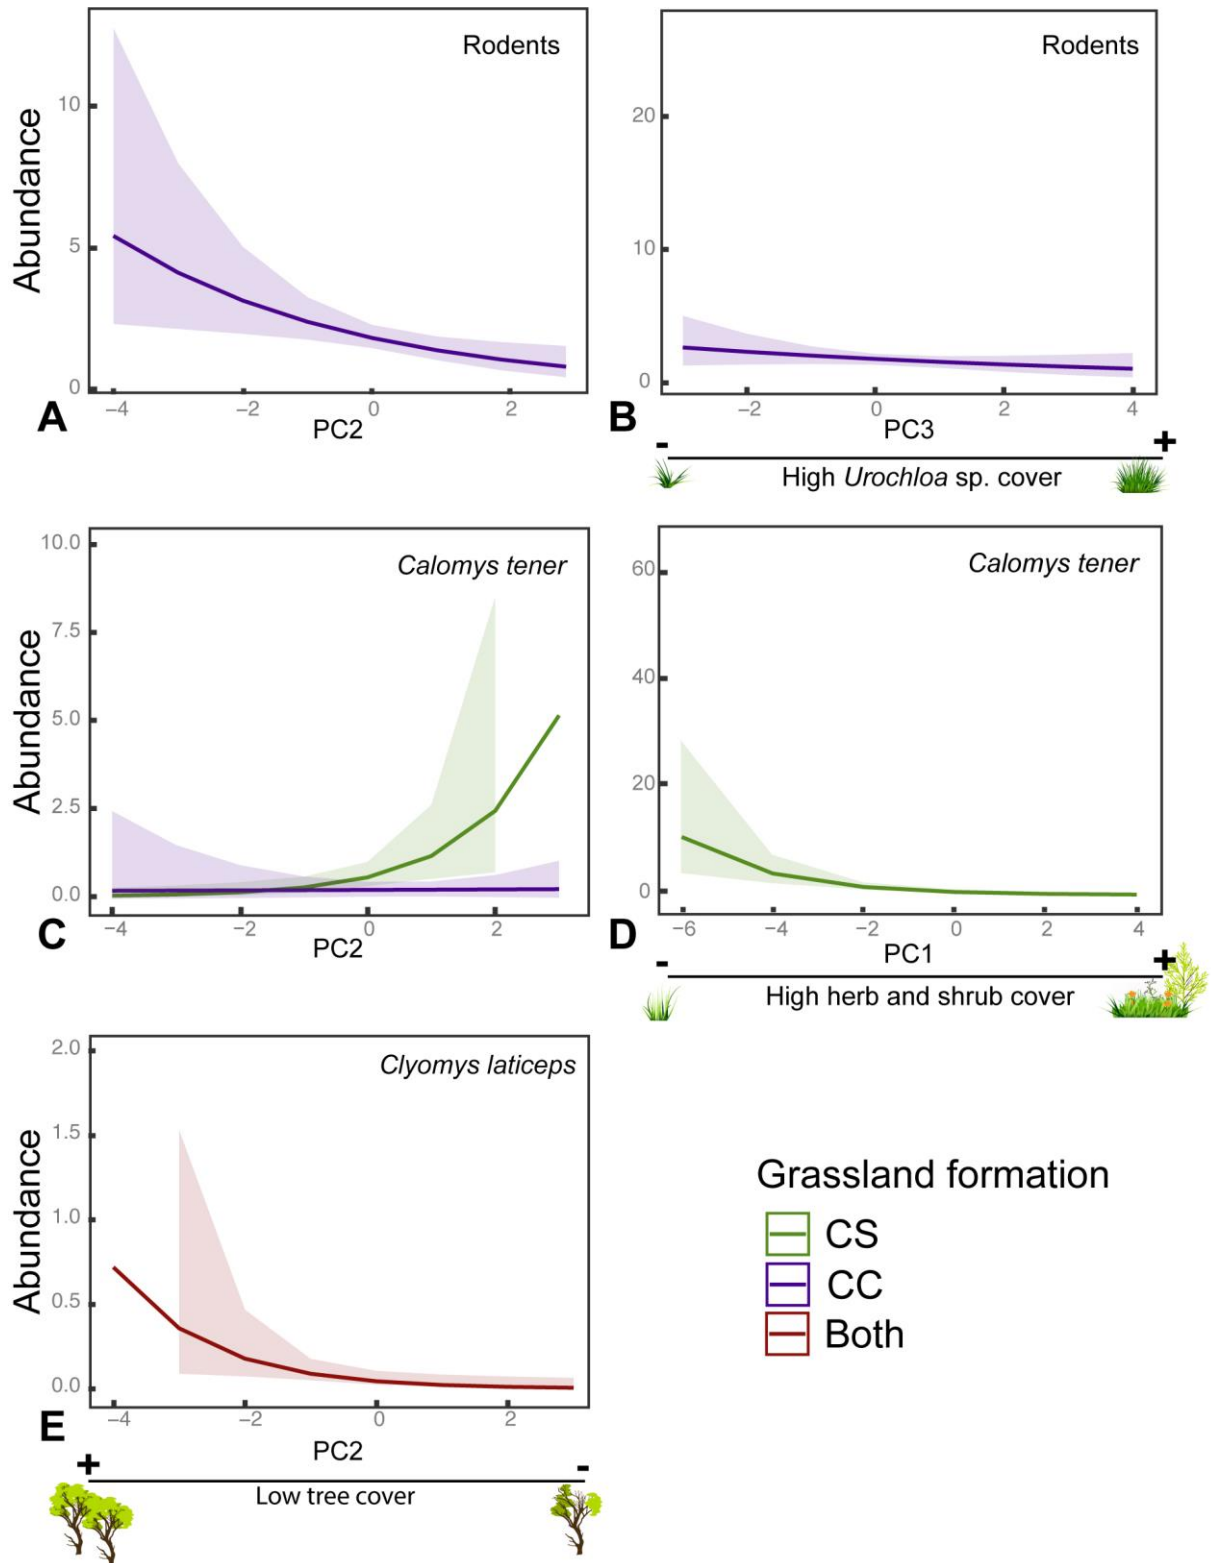 Rodents
Abundance
10
5
0
−4
−2
0
2
A
PC2
Rodents
20
10
0
−2
0
2
4
B
PC3
- +
High Urochloa sp. cover
Calomys tener
Abundance
10.0
7.5
5.0
2.5
0.0
−4
−2
0
2
C
PC2
Calomys tener
60
40
20
0
−6
−4
−2
0
2
4
D
PC1
- +
High herb and shrub cover
Clyomys laticeps
Abundance
2.0
1.5
1.0
0.5
0.0
−4
−2
0
2
E
PC2
+ -
Low tree cover
Grassland formation
CS
CC
Both